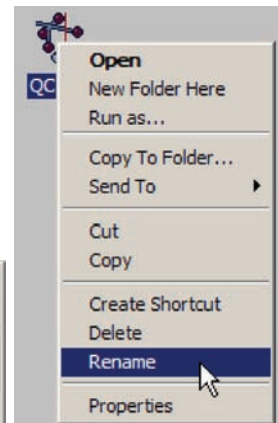 QC
Open
New Folder Here
Run as...
Copy To Folder...
Send To
Cut
Copy
Create Shortcut
Delete
Rename
Properties